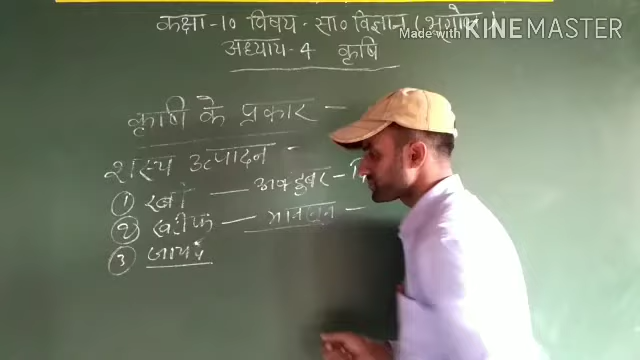 कक्षा-10 विषय- सा० विज्ञान (भूगोल)
Made with KINEMASTER
अध्याय-4 कृषि
कृषि के प्रकार -
शस्य उत्पादन -
① रबी — अक्टूबर -
② खरीफ — मानसून -
③ जायद